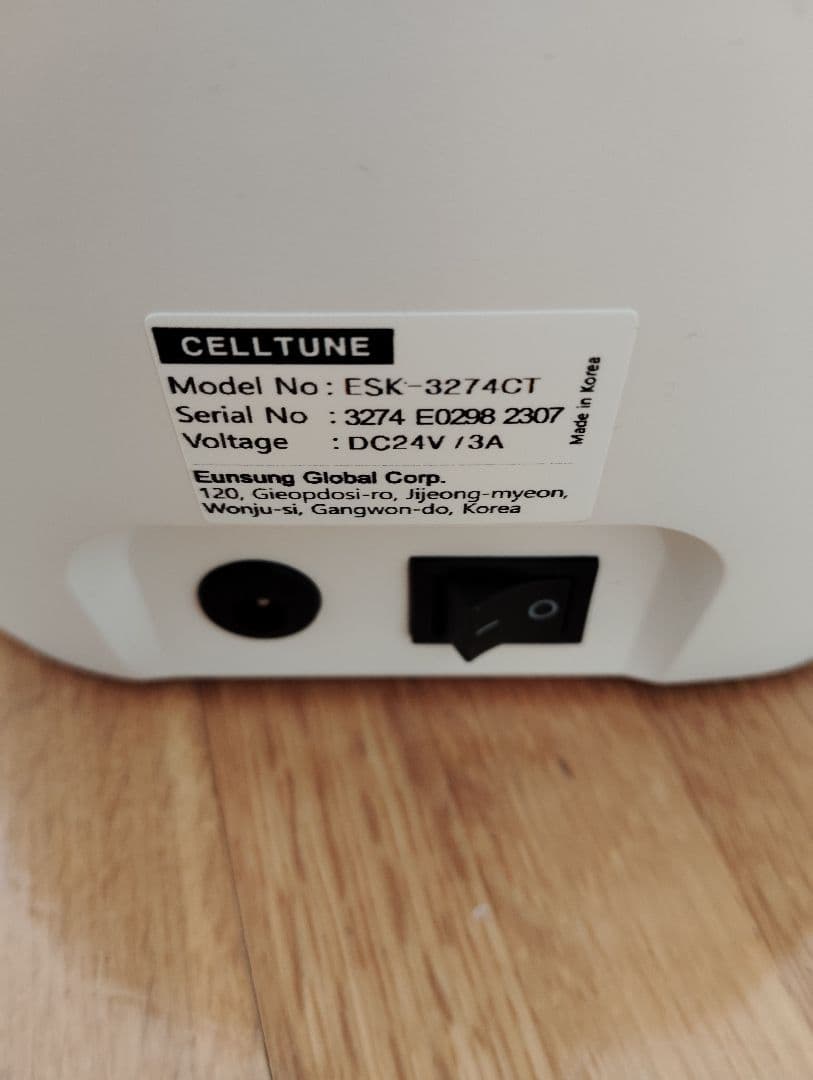 CELLTUNE
Model No : ESK-3274CT
Serial No : 3274 E0298 2307
Voltage : DC24V / 3A
Made in Korea
Eunsung Global Corp.
120, Gieopdosi-ro, Jijeong-myeon,
Wonju-si, Gangwon-do, Korea